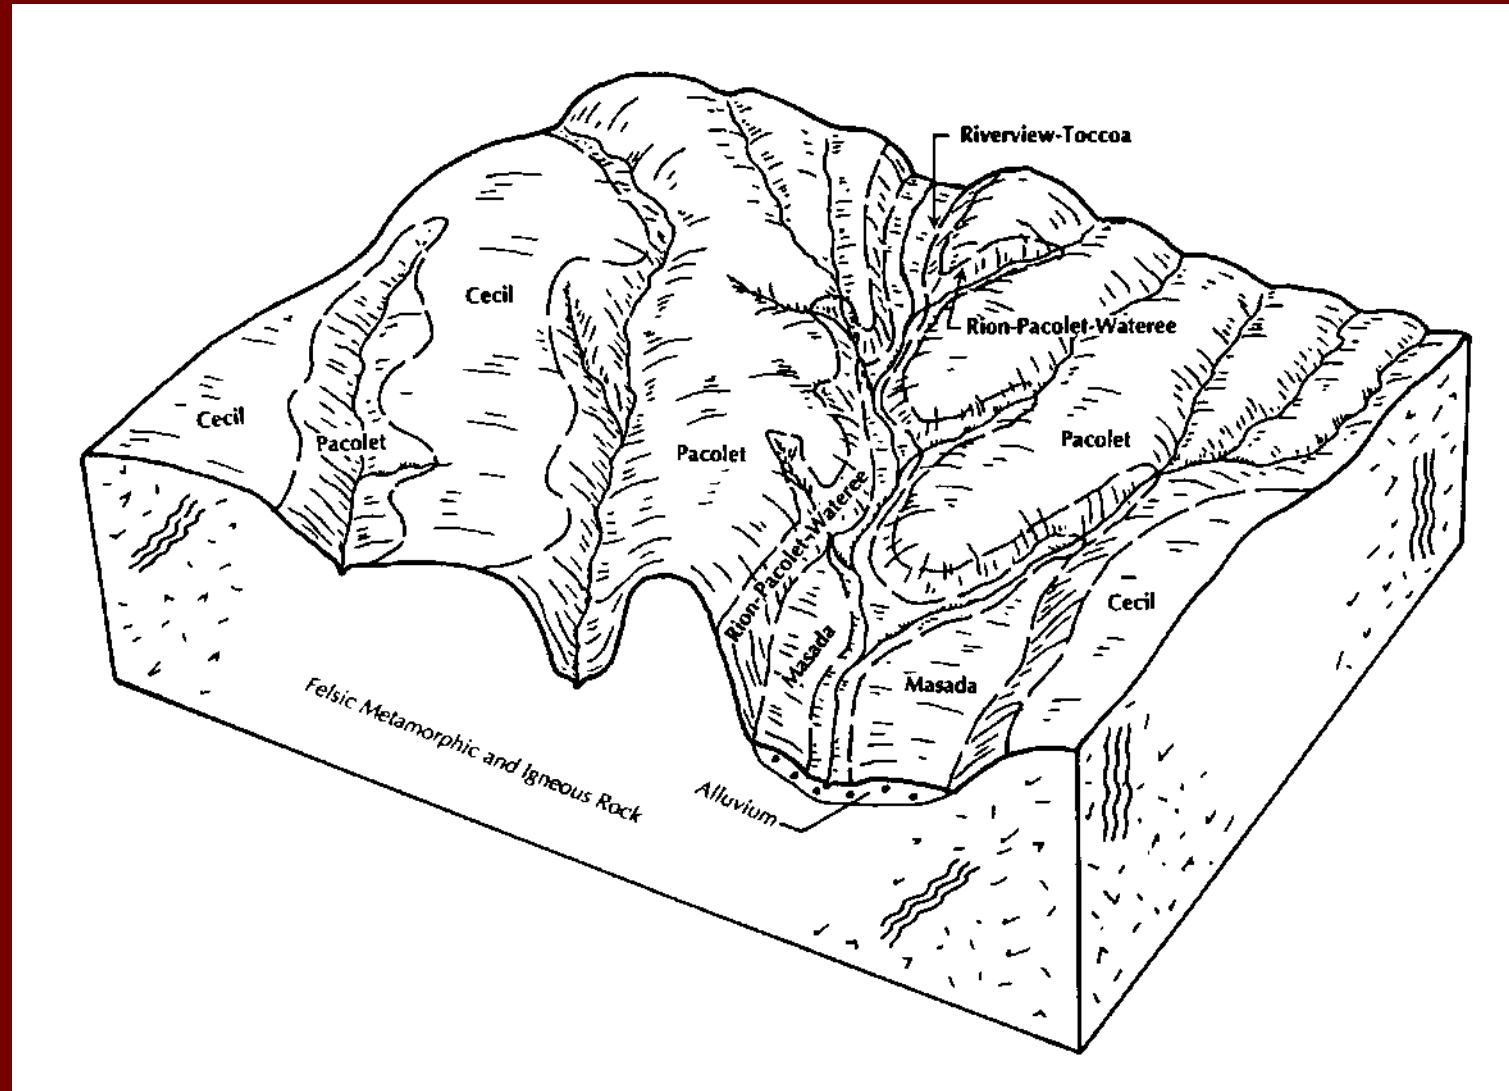 Riverview-Toccoa
Cecil
Rion-Pacolet-Wateree
Cecil
Pacolet
Pacolet
Pacolet
Rion-Pacolet-Wateree
Cecil
Masada
Masada
Felsic Metamorphic and Igneous Rock
Alluvium